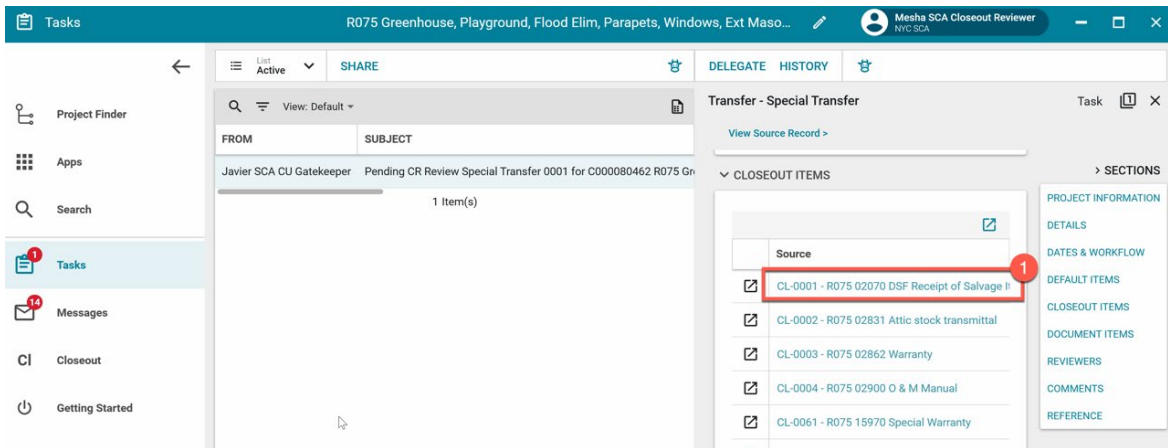 Tasks
R075 Greenhouse, Playground, Flood Elim, Parapets, Windows, Ext Maso...
Mesha SCA Closeout Reviewer
NYC SCA
List
Active
SHARE
DELEGATE HISTORY
Project Finder
Apps
Search
1
Tasks
14
Messages
CI
Closeout
Getting Started
View: Default
FROM SUBJECT
Javier SCA CU Gatekeeper Pending CR Review Special Transfer 0001 for C000080462 R075 Gr
1 Item(s)
Transfer - Special Transfer
Task 1
View Source Record >
CLOSEOUT ITEMS
Source
1
CL-0001 - R075 02070 DSF Receipt of Salvage
CL-0002 - R075 02831 Attic stock transmittal
CL-0003 - R075 02862 Warranty
CL-0004 - R075 02900 O & M Manual
CL-0061 - R075 15970 Special Warranty
> SECTIONS
PROJECT INFORMATION
DETAILS
DATES & WORKFLOW
DEFAULT ITEMS
CLOSEOUT ITEMS
DOCUMENT ITEMS
REVIEWERS
COMMENTS
REFERENCE